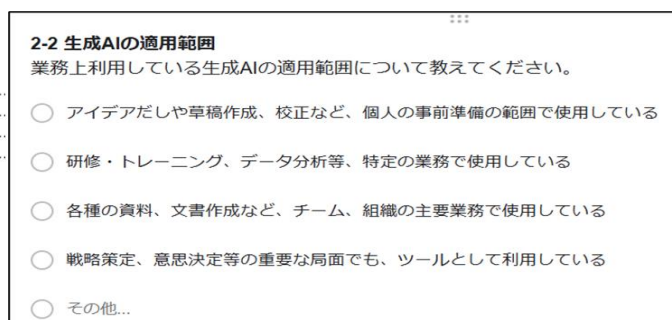 2-2 生成AIの適用範囲
業務上利用している生成AIの適用範囲について教えてください。
アイデアだしや草稿作成、校正など、個人の事前準備の範囲で使用している
研修・トレーニング、データ分析等、特定の業務で使用している
各種の資料、文書作成など、チーム、組織の主要業務で使用している
戦略策定、意思決定等の重要な局面でも、ツールとして利用している
その他...